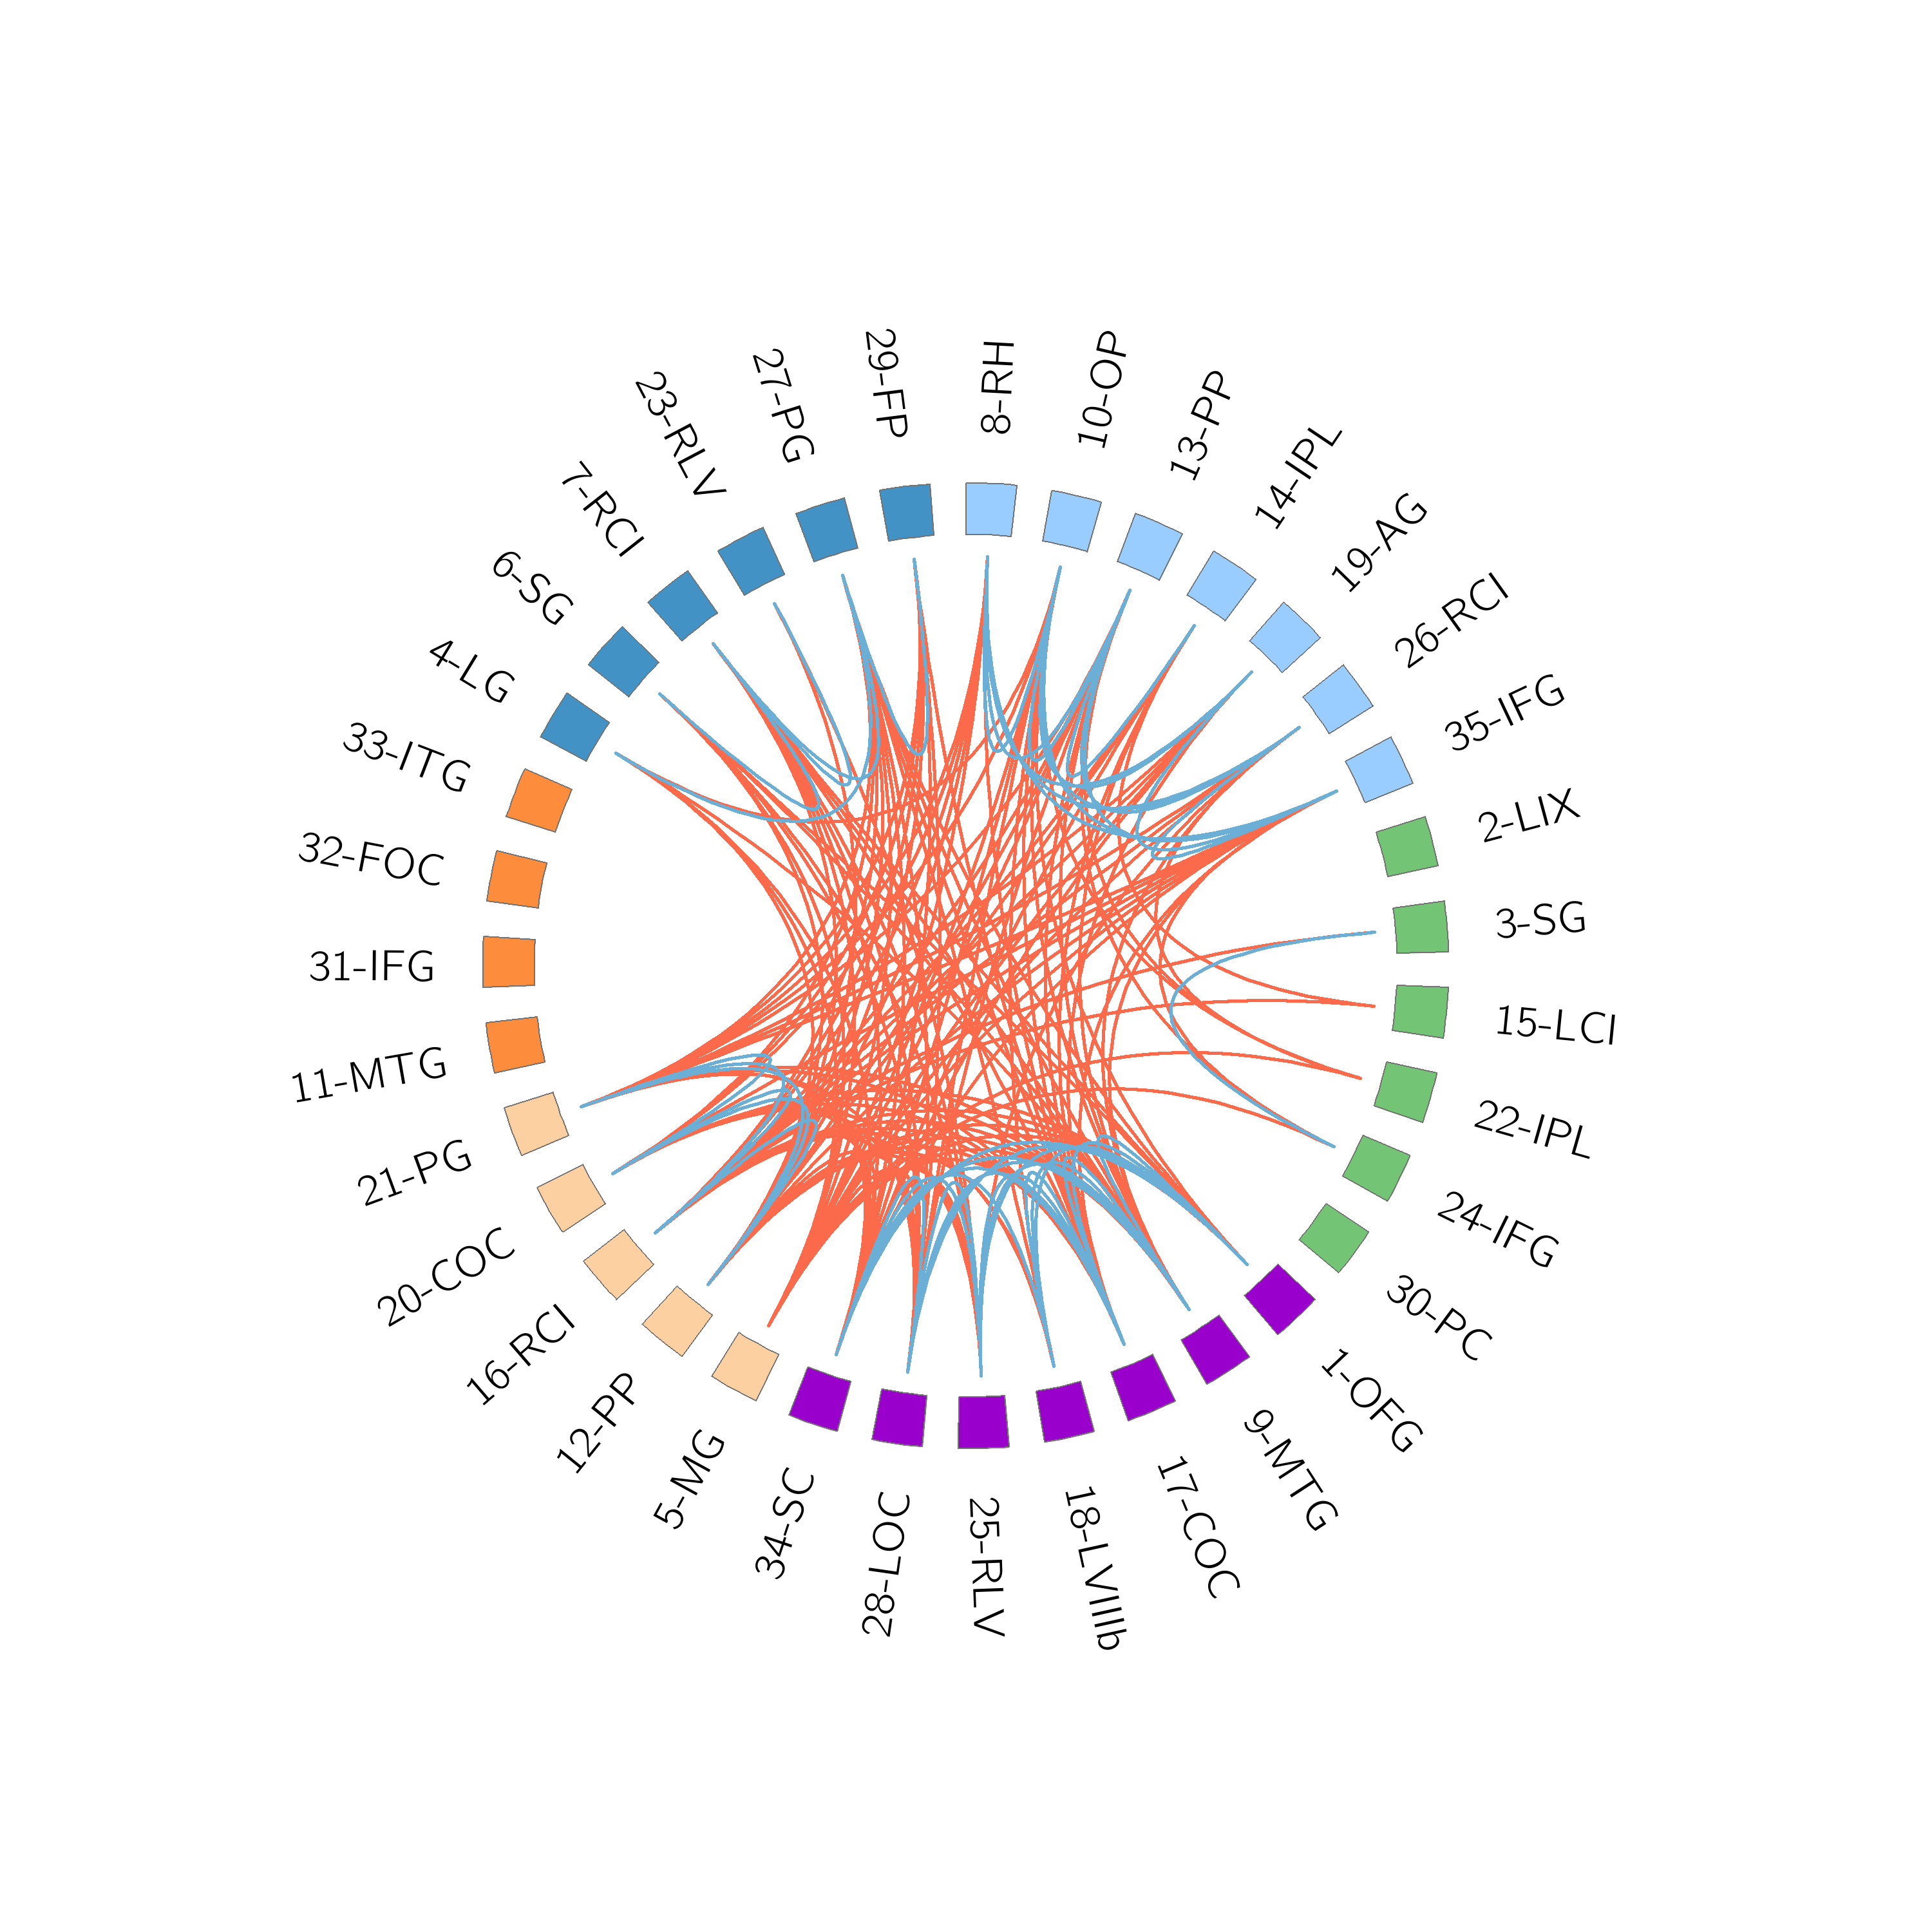 8-RH
10-OP
13-PP
14-IPL
19-AG
26-RCI
35-IFG
2-LIX
3-SG
15-LCI
22-IPL
24-IFG
30-PC
1-OFG
9-MTG
17-COC
18-LVIIIb
25-RLV
28-LOC
34-SC
5-MG
12-PP
16-RCI
20-COC
21-PG
11-MTG
31-IFG
32-FOC
33-ITG
4-LG
6-SG
7-RCI
23-RLV
27-PG
29-FP